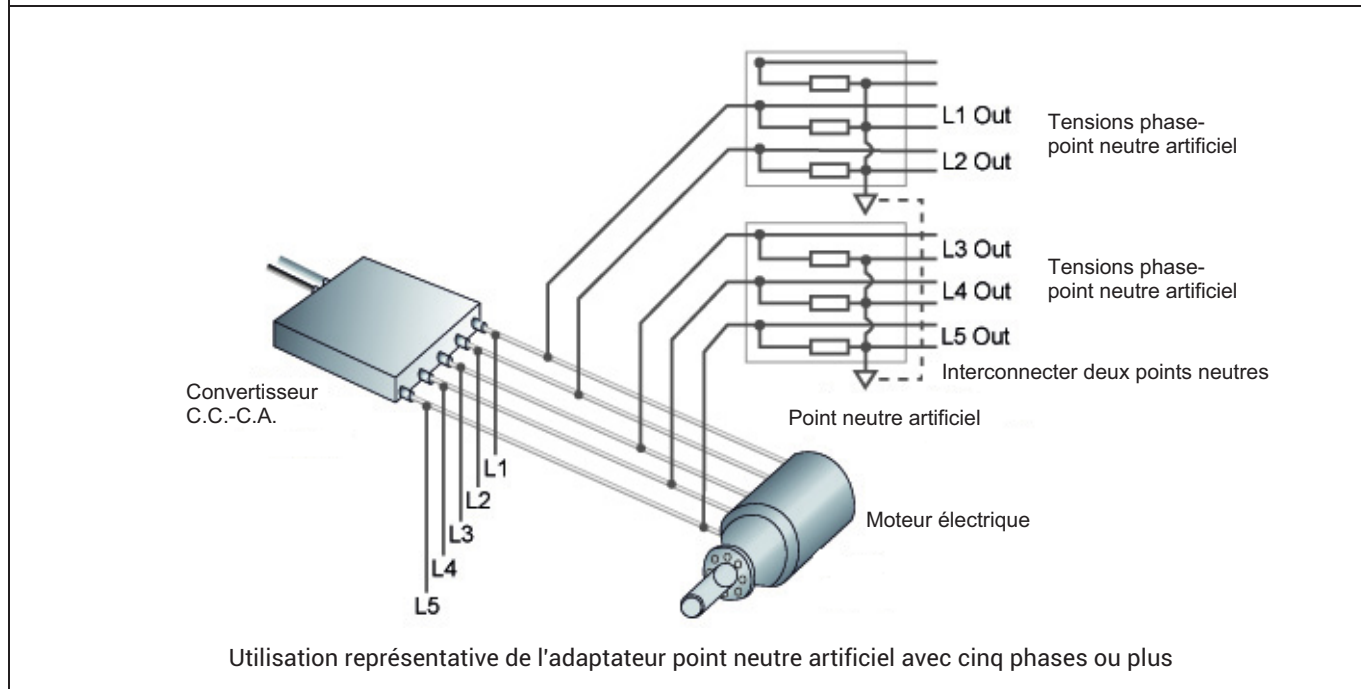 L1 Out
L2 Out
Tensions phase-
point neutre artificiel
L3 Out
L4 Out
L5 Out
Tensions phase-
point neutre artificiel
Interconnecter deux points neutres
Point neutre artificiel
Convertisseur
C.C.-C.A.
L1
L2
L3
L4
L5
Moteur électrique
Utilisation représentative de l'adaptateur point neutre artificiel avec cinq phases ou plus